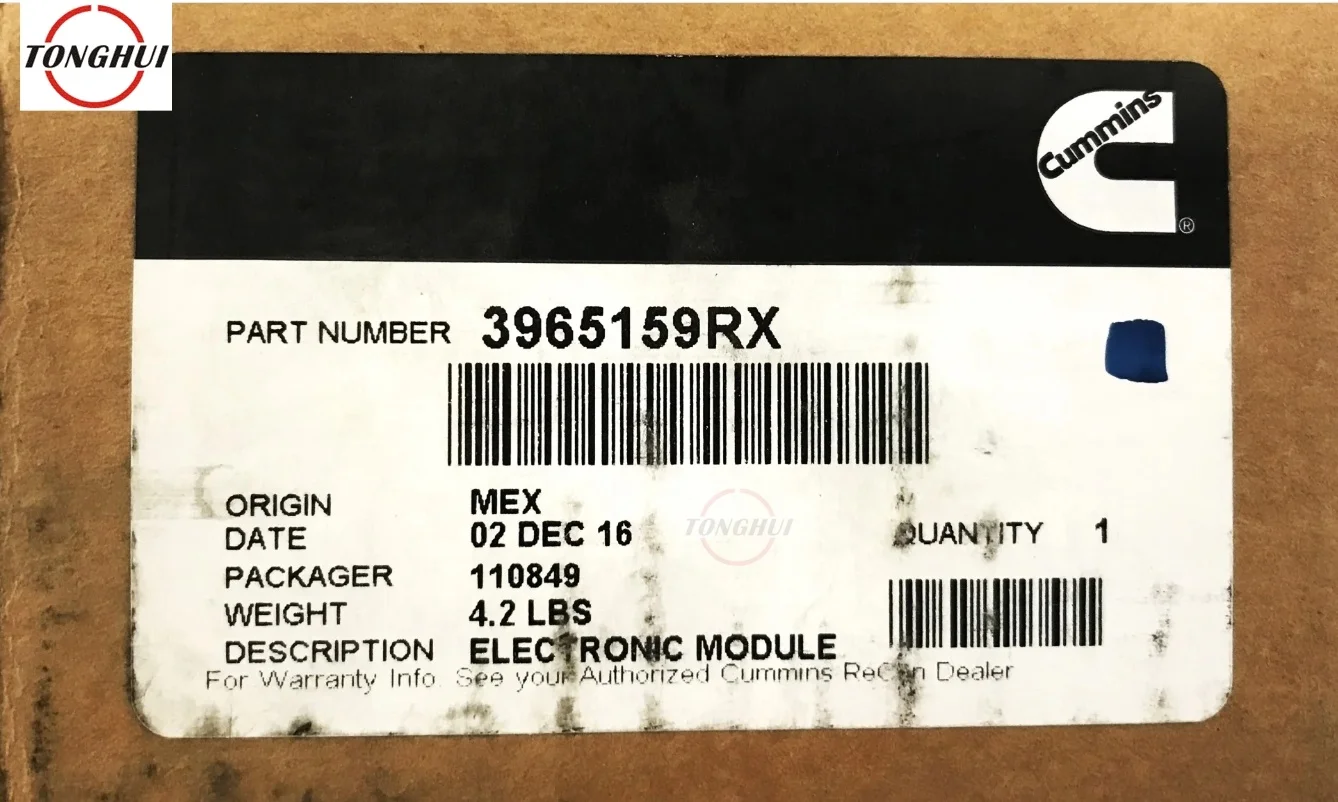 TONGHUI
Cummins
®
PART NUMBER 3965159RX
ORIGIN MEX
DATE 02 DEC 16
TONGHUI
QUANTITY 1
PACKAGER 110849
WEIGHT 4.2 LBS
DESCRIPTION ELECTRONIC MODULE
For Warranty Info. See your Authorized Cummins ReCon Dealer